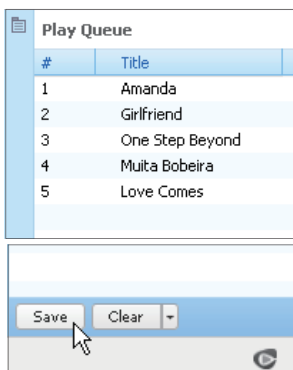 Play Queue
# Title
1 Amanda
2 Girlfriend
3 One Step Beyond
4 Muita Bobeira
5 Love Comes
Save Clear